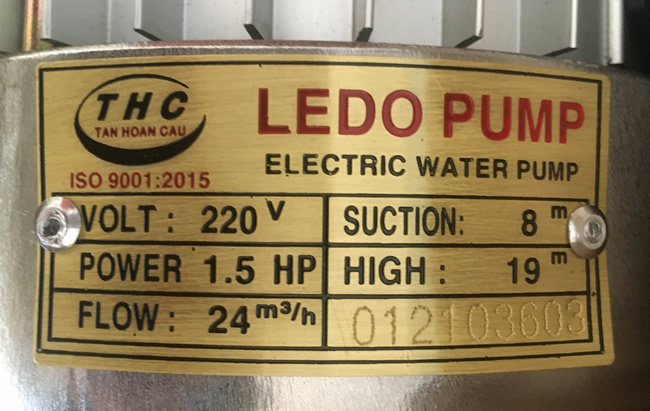 THC
TAN HOAN CAU
ISO 9001:2015
LEDO PUMP
ELECTRIC WATER PUMP
VOLT : 220 V
SUCTION: 8 m
POWER 1.5 HP
HIGH : 19 m
FLOW : 24 m³/h
012103603